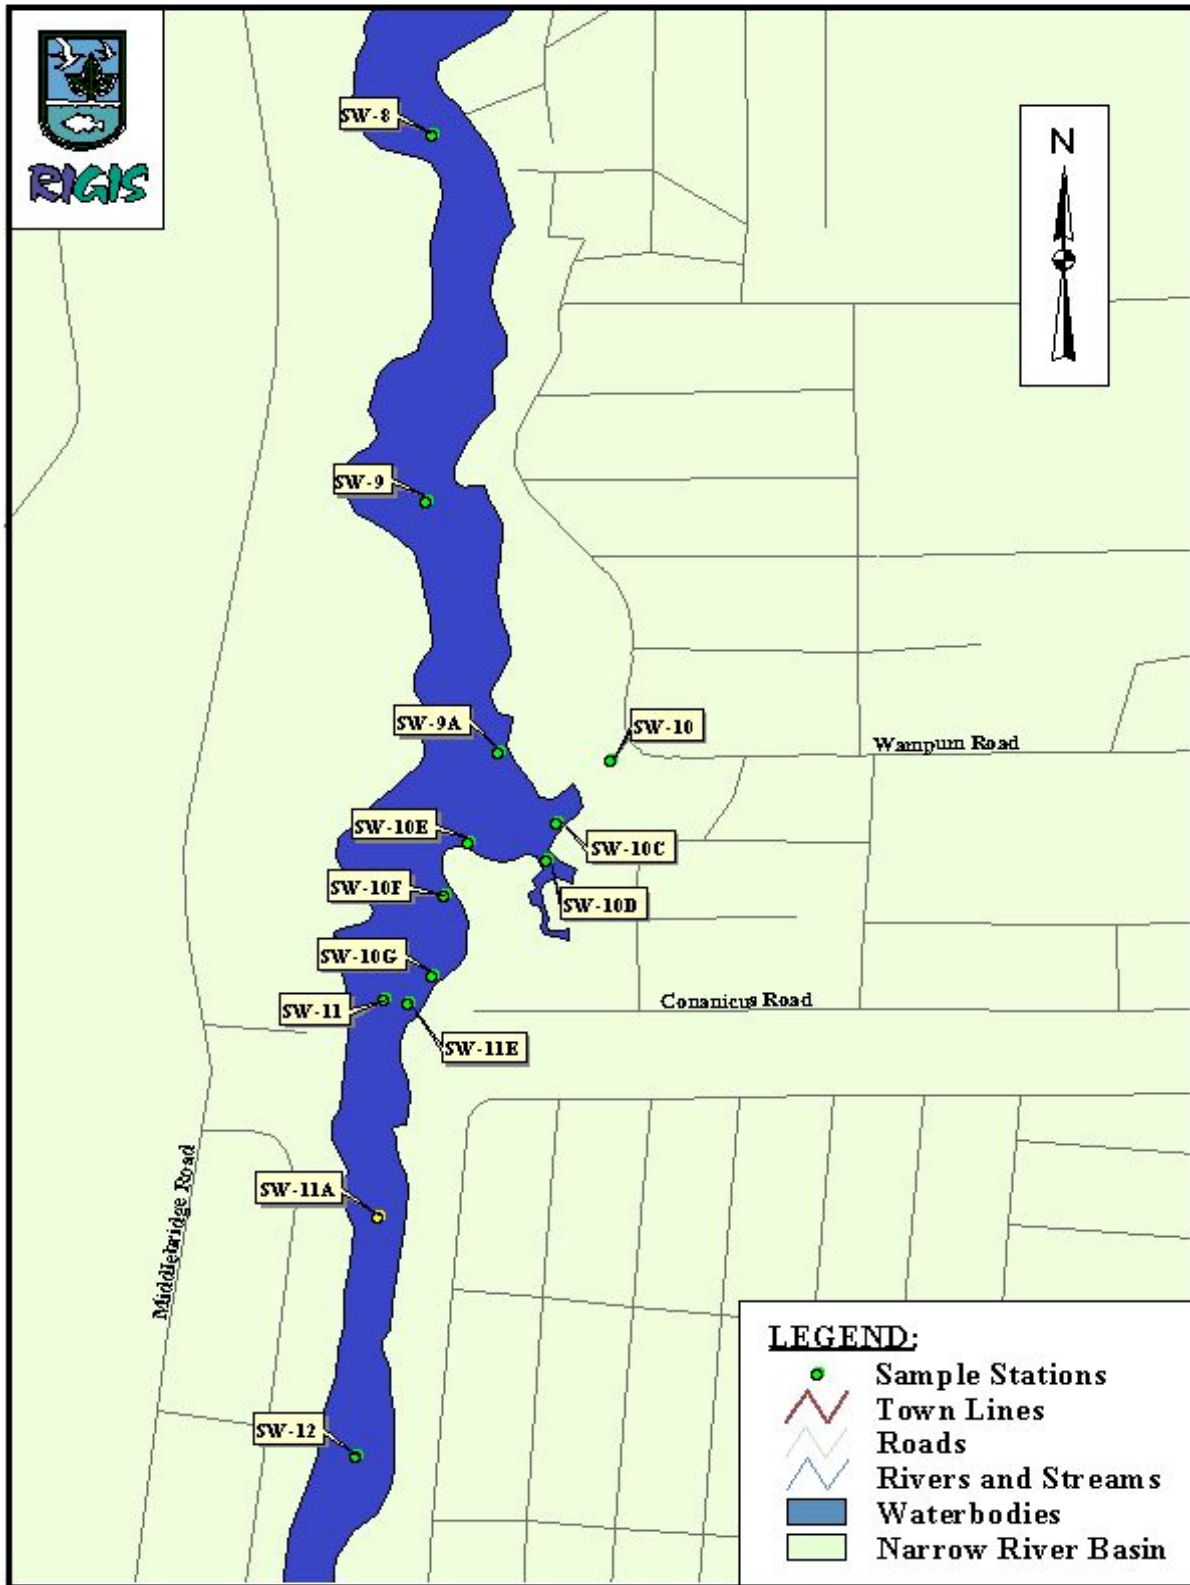 RIGIS
N
SW-8
SW-9
SW-9A
SW-10
Wampum Road
SW-10E
SW-10C
SW-10F
SW-10D
SW-10G
SW-11
Conanicus Road
SW-11E
Middlebridge Road
SW-11A
SW-12
LEGEND:
Sample Stations
Town Lines
Roads
Rivers and Streams
Waterbodies
Narrow River Basin